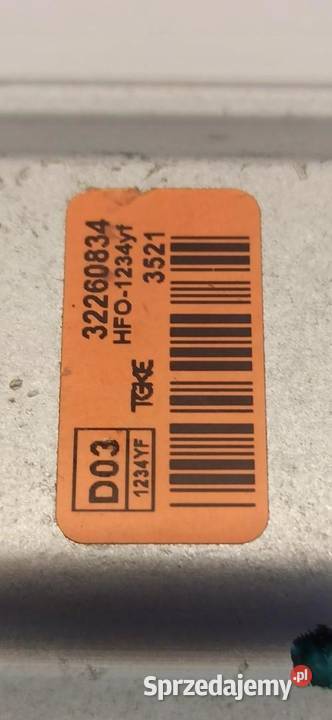 32260834
HFO-1234yf
3521
TGKE
D03
1234YF
Sprzedajemy.pl